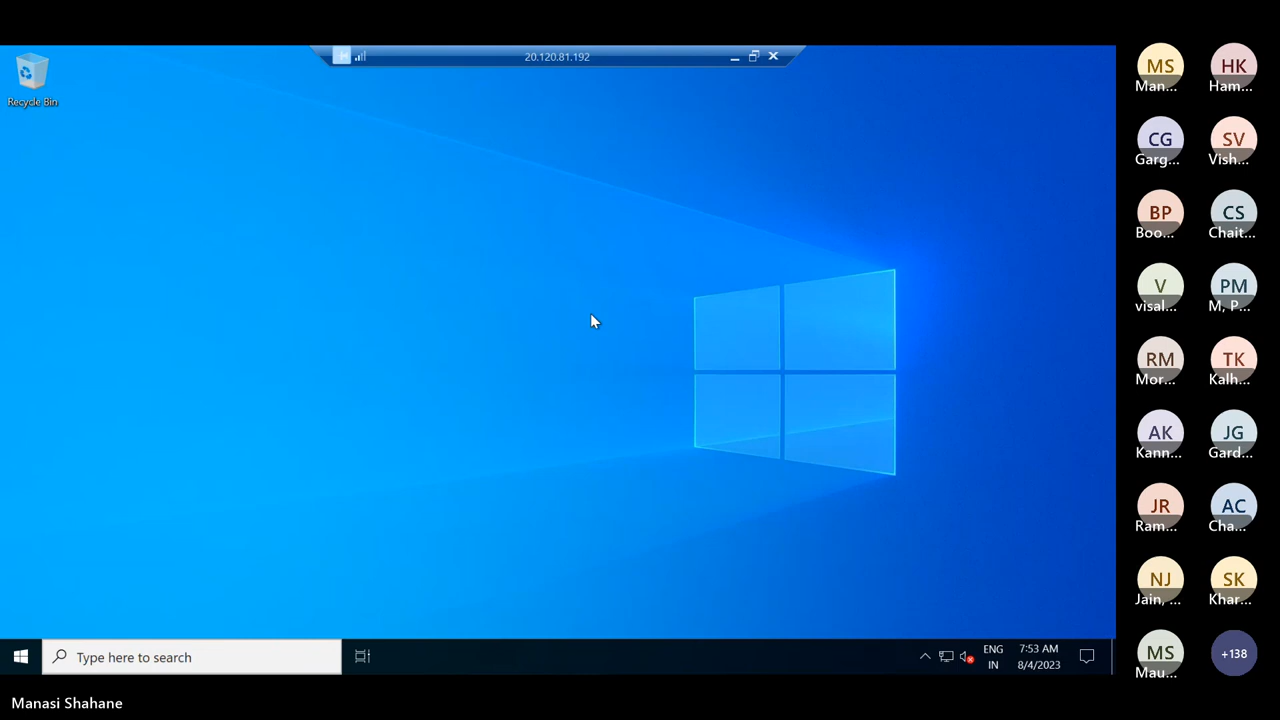 20.120.81.192
Recycle Bin
MS HK
Man... Ham...
CG SV
Garg... Vish...
BP CS
Boo... Chait...
V PM
visal... M, P...
RM TK
Mor... Kalh...
AK JG
Kann... Gard...
JR AC
Ram... Cha...
NJ SK
Jain, ... Khar...
MS +138
Mau...
Type here to search
ENG
IN
7:53 AM
8/4/2023
Manasi Shahane